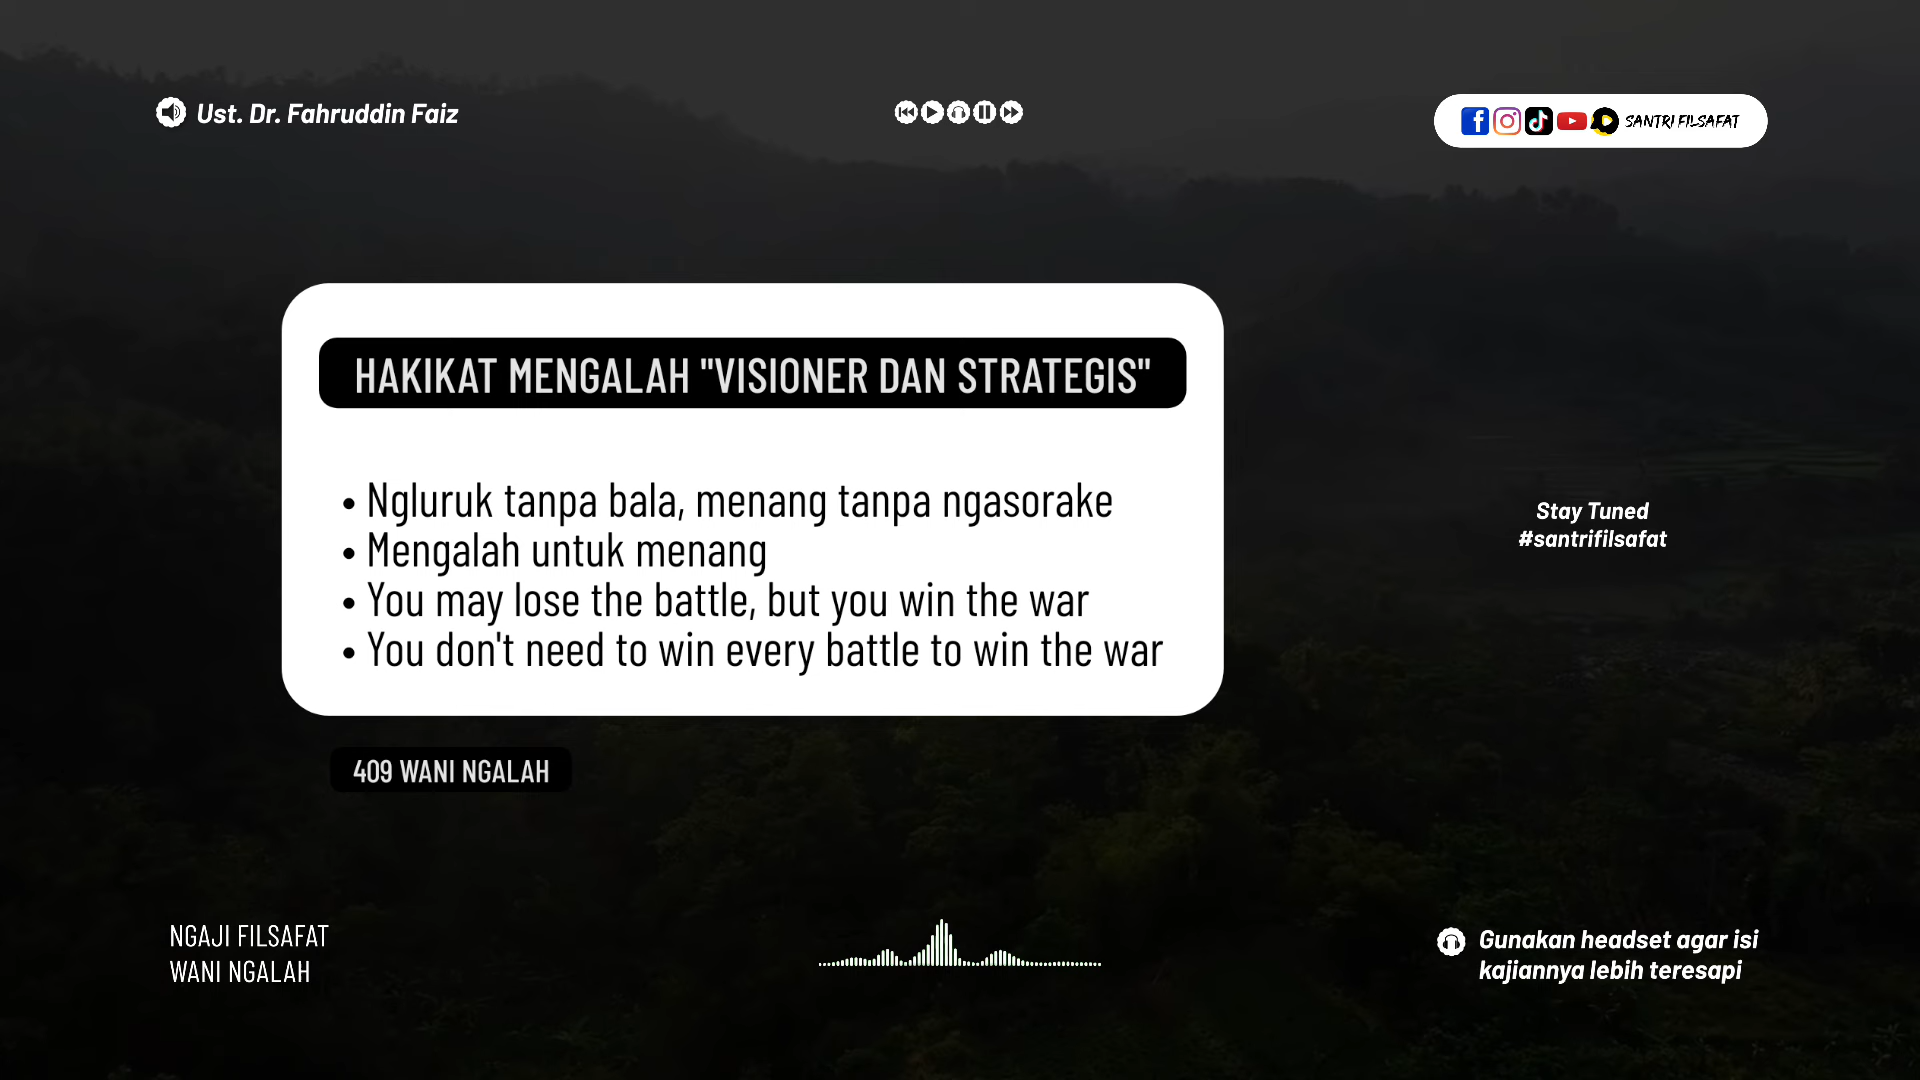 Ust. Dr. Fahruddin Faiz
SANTRI FILSAFAT
HAKIKAT MENGALAH "VISIONER DAN STRATEGIS"
• Ngluruk tanpa bala, menang tanpa ngasorake
• Mengalah untuk menang
• You may lose the battle, but you win the war
• You don't need to win every battle to win the war
Stay Tuned
#santrifilsafat
409 WANI NGALAH
NGAJI FILSAFAT
WANI NGALAH
Gunakan headset agar isi
kajiannya lebih teresapi